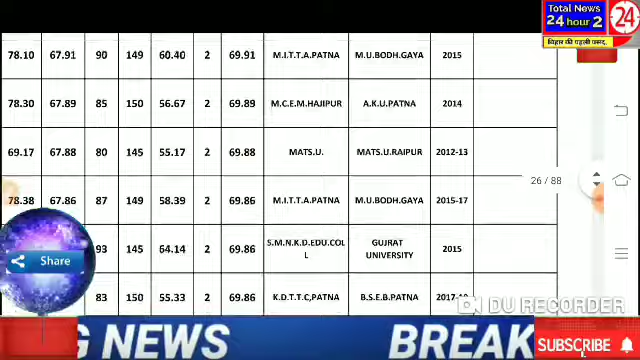 Total News
24 hour 2
24
बिहार की पहली पसन्द
78.10 67.91 90 149 60.40 2 69.91 M.I.T.T.A.PATNA M.U.BODH.GAYA 2015
78.30 67.89 85 150 56.67 2 69.89 M.C.E.M.HAJIPUR A.K.U.PATNA 2014
69.17 67.88 80 145 55.17 2 69.88 MATS.U. MATS.U.RAIPUR 2012-13
26 / 88
78.38 67.86 87 149 58.39 2 69.86 M.I.T.T.A.PATNA M.U.BODH.GAYA 2015-17
93 145 64.14 2 69.86 S.M.N.K.D.EDU.COL GUJRAT 2015
L UNIVERSITY
Share
83 150 55.33 2 69.86 K.D.T.T.C,PATNA B.S.E.B.PATNA
DU RECORDER
G NEWS BREAK
SUBSCRIBE